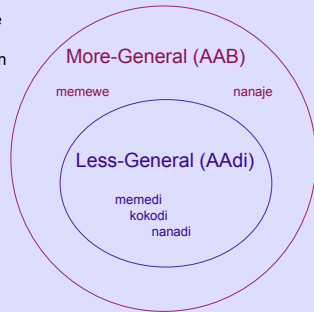 e
n
More-General (AAB)
memewe nanaje
Less-General (AAdi)
memedi
kokodi
nanadi